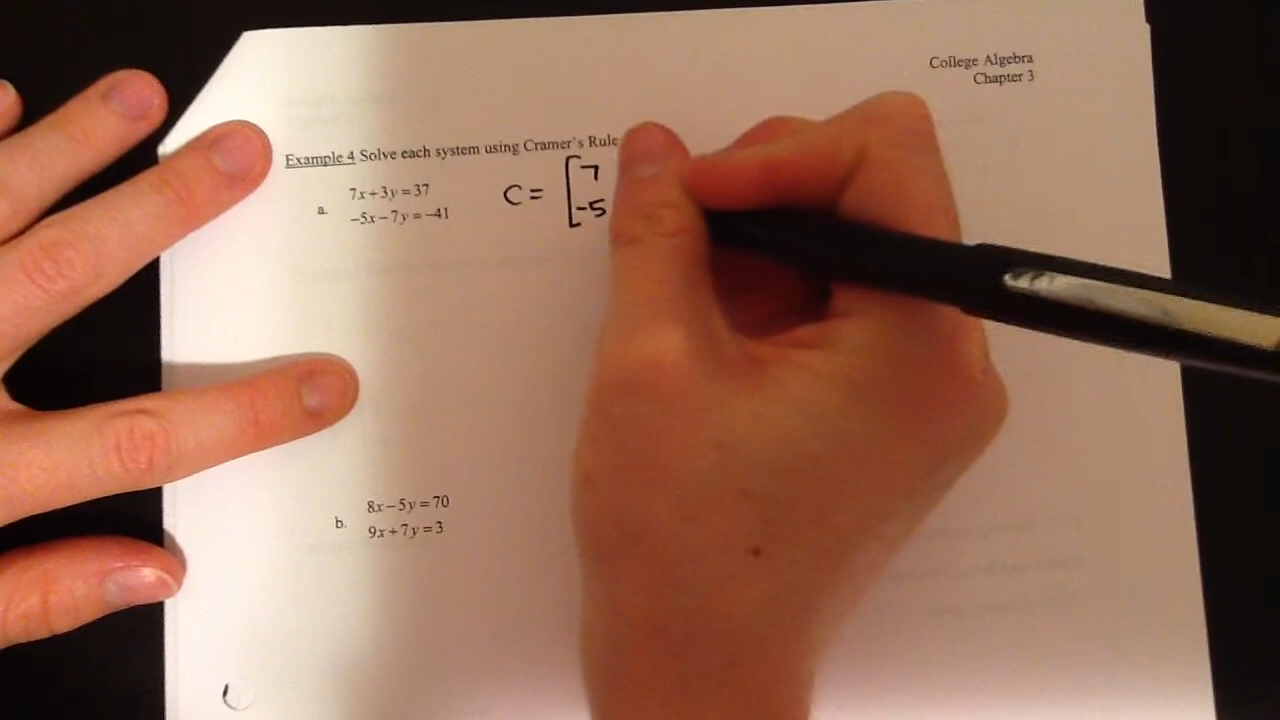 College Algebra
Chapter 3
Example 4 Solve each system using Cramer's Rule
a.
7x+3y=37
-5x-7y=-41
C = [7
-5
b.
8x-5y=70
9x+7y=3